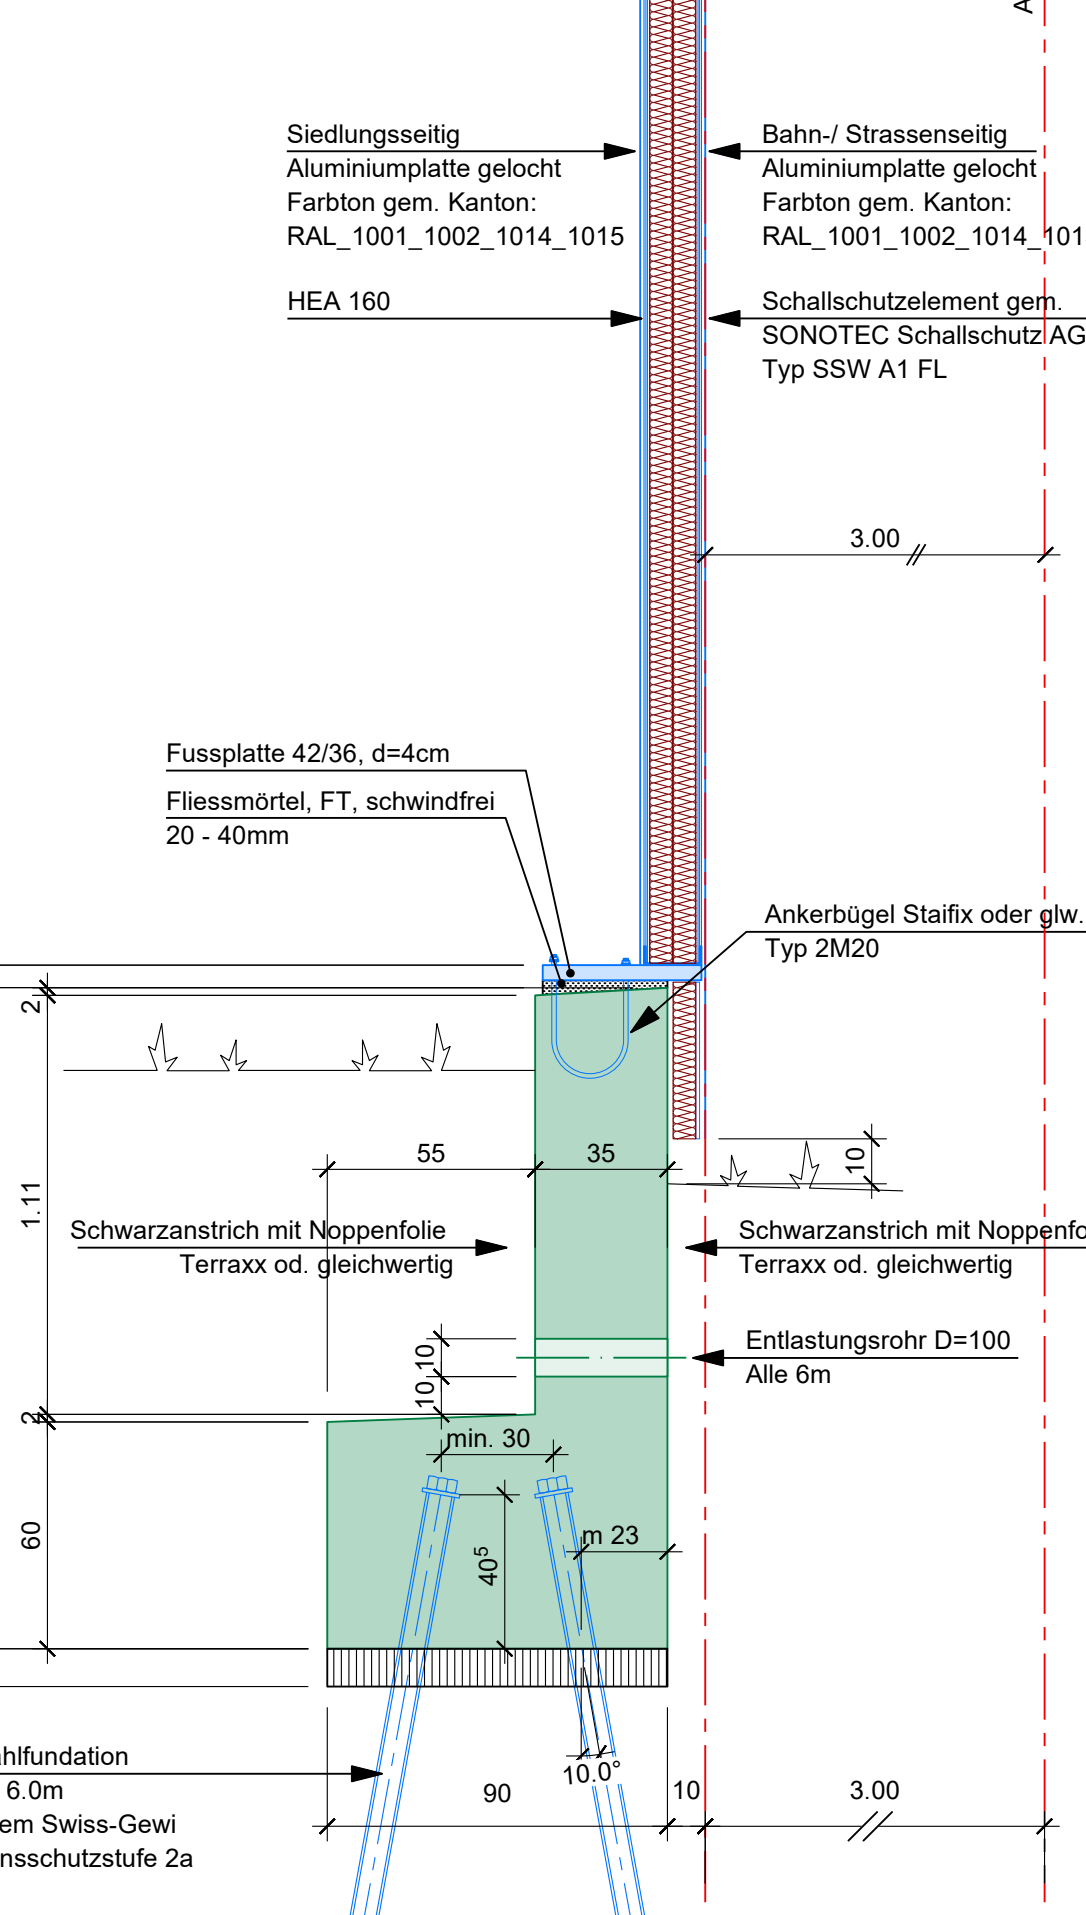 A
Siedlungsseitig
Aluminiumplatte gelocht
Farbton gem. Kanton:
RAL_1001_1002_1014_1015
HEA 160
Bahn-/ Strassenseitig
Aluminiumplatte gelocht
Farbton gem. Kanton:
RAL_1001_1002_1014_101
Schallschutzelement gem.
SONOTEC Schallschutz AG
Typ SSW A1 FL
3.00
Fussplatte 42/36, d=4cm
Fliessmörtel, FT, schwindfrei
20 - 40mm
Ankerbügel Staifix oder glw.
Typ 2M20
2
55
35
10
1.11
Schwarzanstrich mit Noppenfolie
Terraxx od. gleichwertig
Schwarzanstrich mit Noppenfo
Terraxx od. gleichwertig
10
10
Entlastungsrohr D=100
Alle 6m
2
min. 30
60
40⁵
m 23
ahlfundation
6.0m
em Swiss-Gewi
nsschutzstufe 2a
10.0°
90
10
3.00